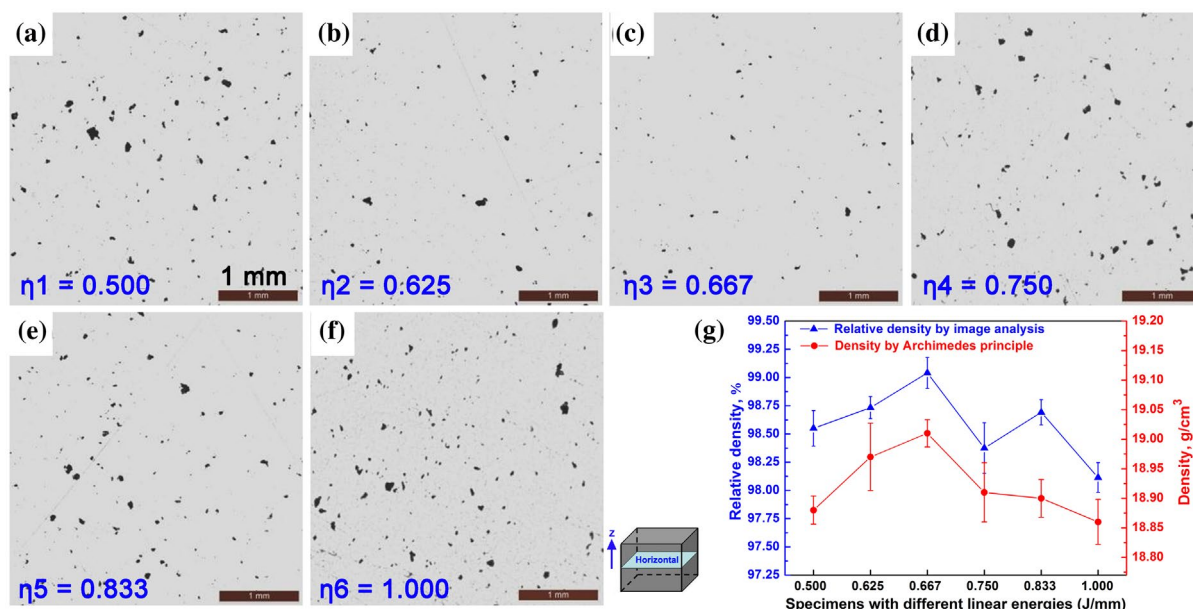 (a)
1 mm
η1 = 0.500
1 mm
(b)
η2 = 0.625
1 mm
(c)
η3 = 0.667
1 mm
(d)
η4 = 0.750
1 mm
(e)
η5 = 0.833
1 mm
(f)
η6 = 1.000
1 mm
z
Horizontal
(g)
Relative density by image analysis
Density by Archimedes principle
Relative density, %
99.50
99.25
99.00
98.75
98.50
98.25
98.00
97.75
97.50
97.25
19.20
19.15
19.10
19.05
19.00
18.95
18.90
18.85
18.80
Density, g/cm³
0.500 0.625 0.667 0.750 0.833 1.000
Specimens with different linear energies (J/mm)